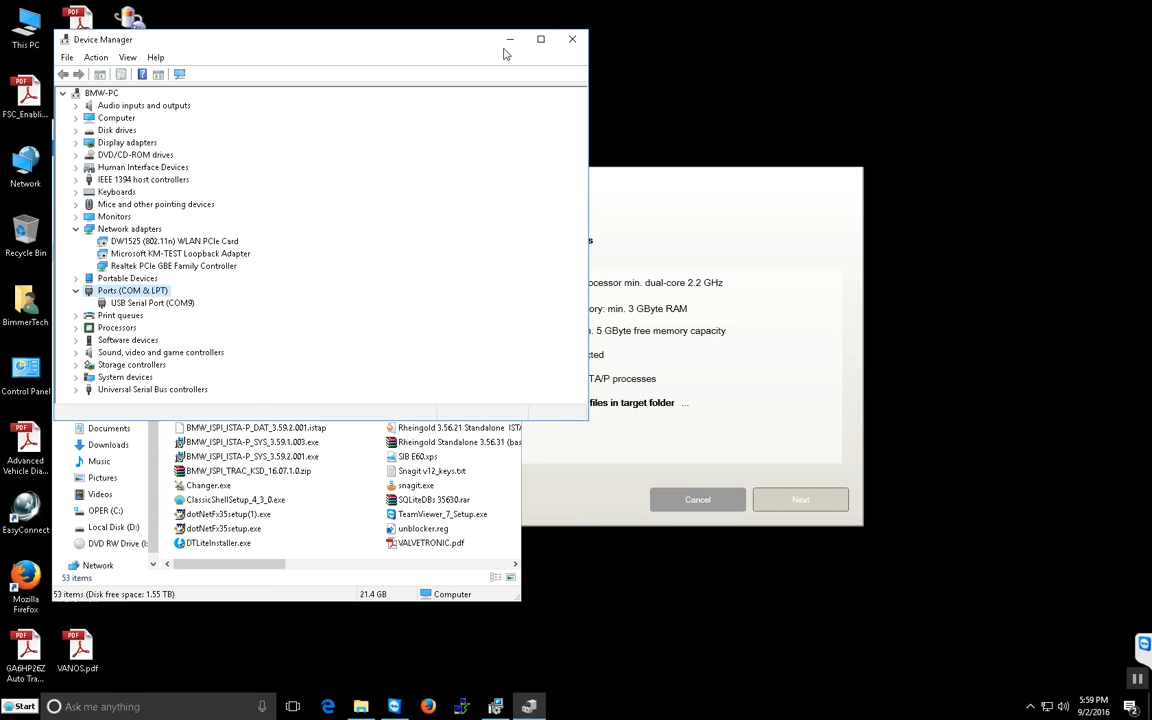 This PC
Device Manager
File
Action
View
Help
BMW-PC
Audio inputs and outputs
Computer
Disk drives
Display adapters
DVD/CD-ROM drives
Human Interface Devices
IEEE 1394 host controllers
Keyboards
Mice and other pointing devices
Monitors
Network adapters
DW1525 (802.11n) WLAN PCIe Card
Microsoft KM-TEST Loopback Adapter
Realtek PCIe GBE Family Controller
Portable Devices
Ports (COM & LPT)
USB Serial Port (COM9)
Print queues
Processors
Software devices
Sound, video and game controllers
Storage controllers
System devices
Universal Serial Bus controllers
FSC_Enabli...
Network
Recycle Bin
BimmerTech
Control Panel
Advanced
Vehicle Dia...
EasyConnect
Mozilla
Firefox
GA6HP26Z
Auto Tra...
VANOS.pdf
s
ocessor min. dual-core 2.2 GHz
ory: min. 3 GByte RAM
n. 5 GByte free memory capacity
cted
TA/P processes
files in target folder ...
Cancel
Next
Documents
Downloads
Music
Pictures
Videos
OPER (C:)
Local Disk (D:)
DVD RW Drive (I:
Network
BMW_ISPI_ISTA-P_DAT_3.59.2.001.istap
BMW_ISPI_ISTA-P_SYS_3.59.1.003.exe
BMW_ISPI_ISTA-P_SYS_3.59.2.001.exe
BMW_ISPI_TRAC_KSD_16.07.1.0.zip
Changer.exe
ClassicShellSetup_4_3_0.exe
dotNetFx35setup(1).exe
dotNetFx35setup.exe
DTLiteInstaller.exe
Rheingold 3.56.21 Standalone ISTA
Rheingold Standalone 3.56.31 (bas
SIB E60.xps
Snagit v12_keys.txt
snagit.exe
SQLiteDBs 35630.rar
TeamViewer_7_Setup.exe
unblocker.reg
VALVETRONIC.pdf
53 items
53 items (Disk free space: 1.55 TB)
21.4 GB
Computer
Start
Ask me anything
5:59 PM
9/2/2016
2